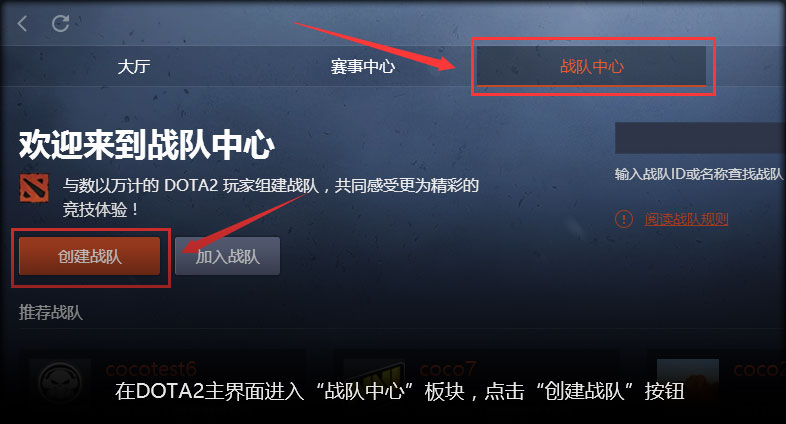 大厅
赛事中心
战队中心
欢迎来到战队中心
与数以万计的 DOTA2 玩家组建战队，共同感受更为精彩的
竞技体验！
输入战队ID或名称查找战队
阅读战队规则
创建战队
加入战队
推荐战队
cocotest6
coco7
在DOTA2主界面进入“战队中心”板块，点击“创建战队”按钮